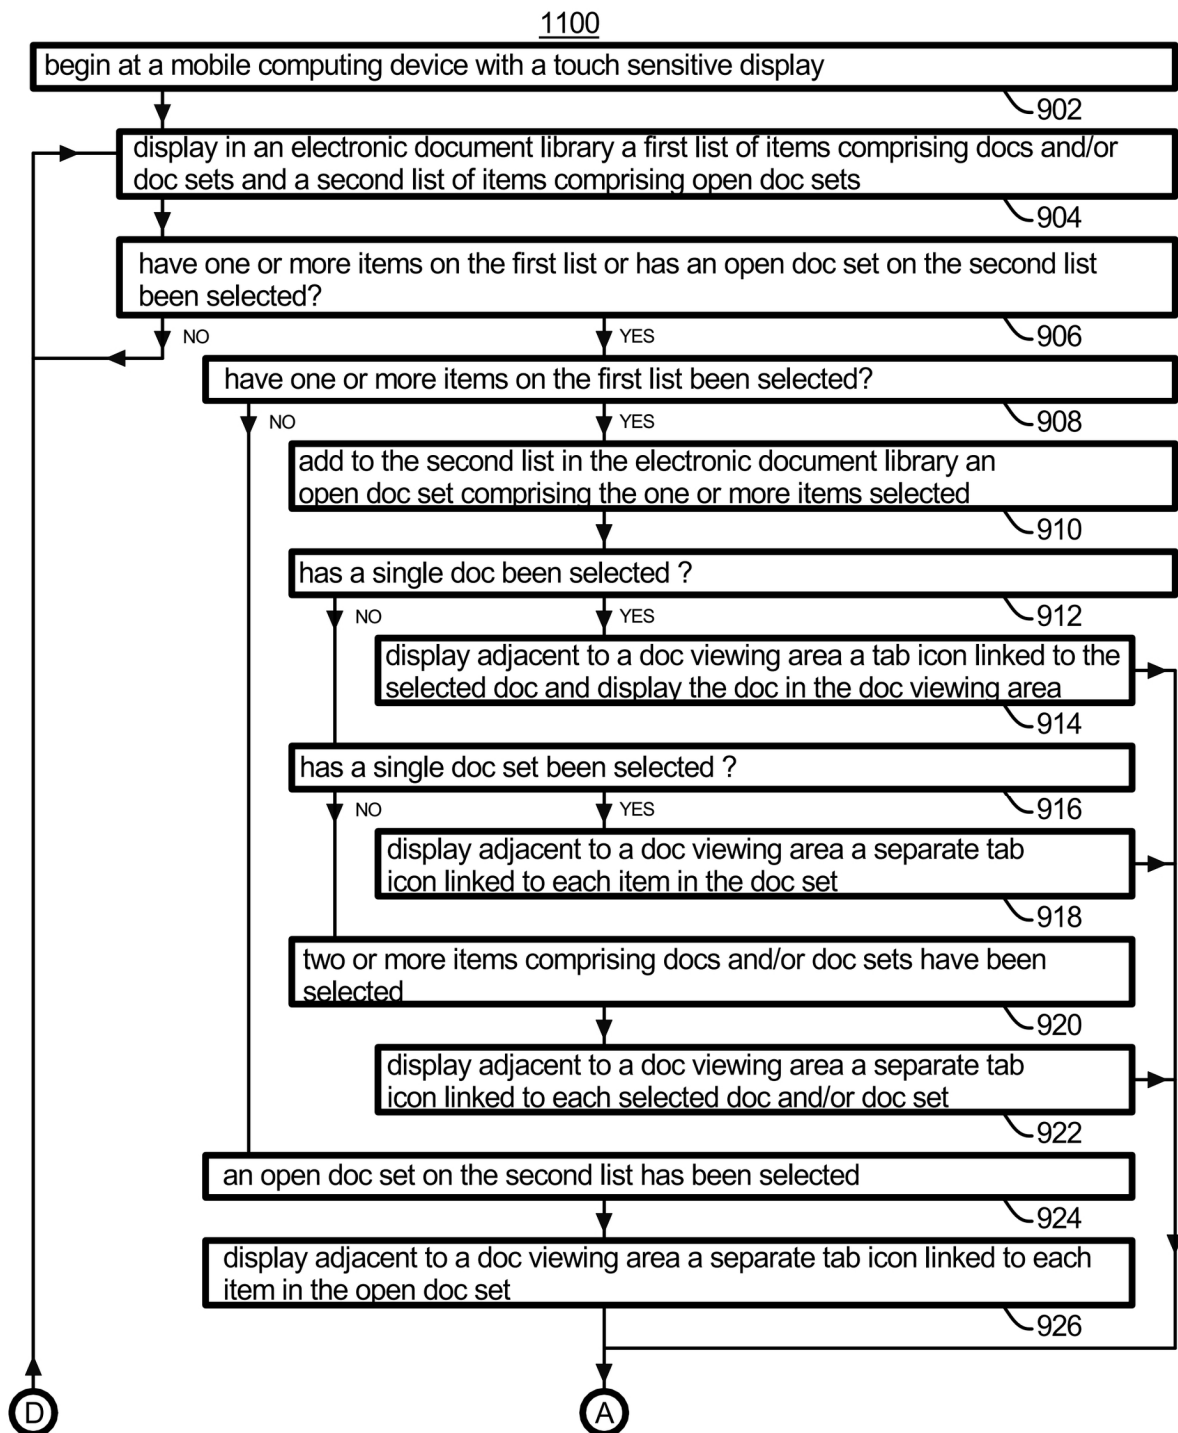 1100
begin at a mobile computing device with a touch sensitive display
902
display in an electronic document library a first list of items comprising docs and/or
doc sets and a second list of items comprising open doc sets
904
have one or more items on the first list or has an open doc set on the second list
been selected?
906
NO
YES
have one or more items on the first list been selected?
908
NO
YES
add to the second list in the electronic document library an
open doc set comprising the one or more items selected
910
has a single doc been selected ?
912
NO
YES
display adjacent to a doc viewing area a tab icon linked to the
selected doc and display the doc in the doc viewing area
914
has a single doc set been selected ?
916
NO
YES
display adjacent to a doc viewing area a separate tab
icon linked to each item in the doc set
918
two or more items comprising docs and/or doc sets have been
selected
920
display adjacent to a doc viewing area a separate tab
icon linked to each selected doc and/or doc set
922
an open doc set on the second list has been selected
924
display adjacent to a doc viewing area a separate tab icon linked to each
item in the open doc set
926
D
A